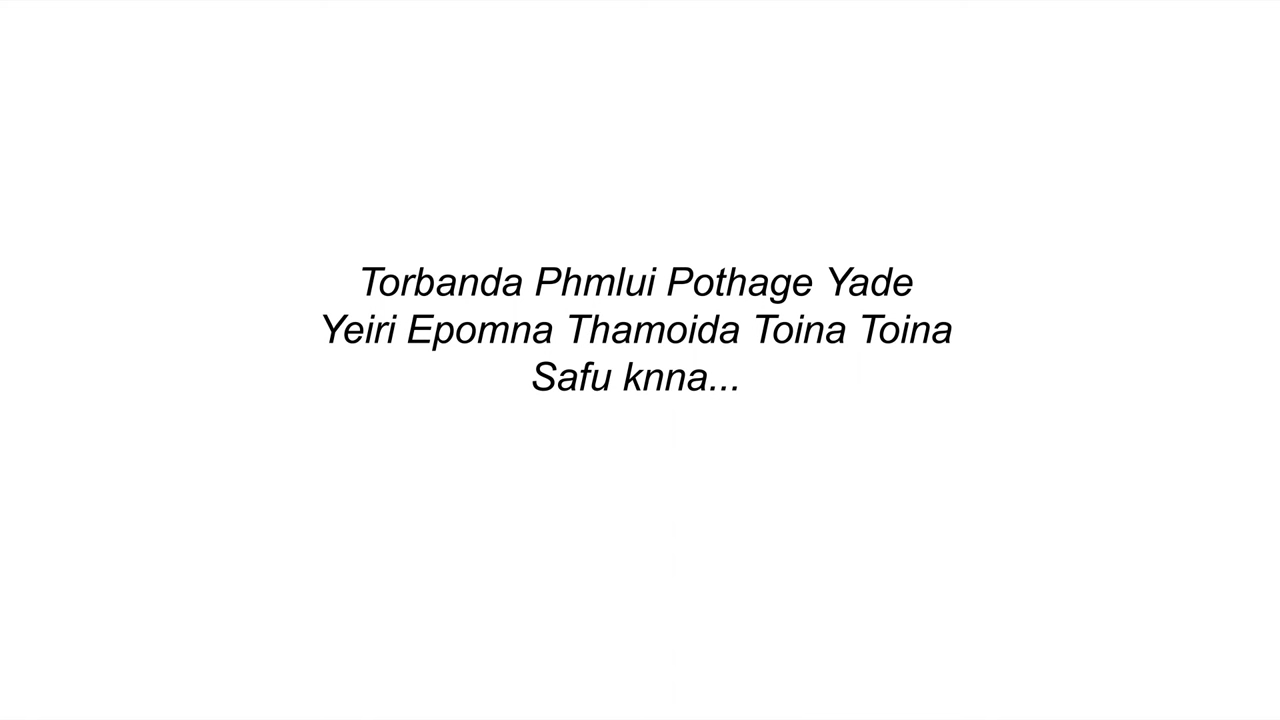 Torbanda Phmlui Pothage Yade
Yeiri Epomna Thamoida Toina Toina
Safu knna...